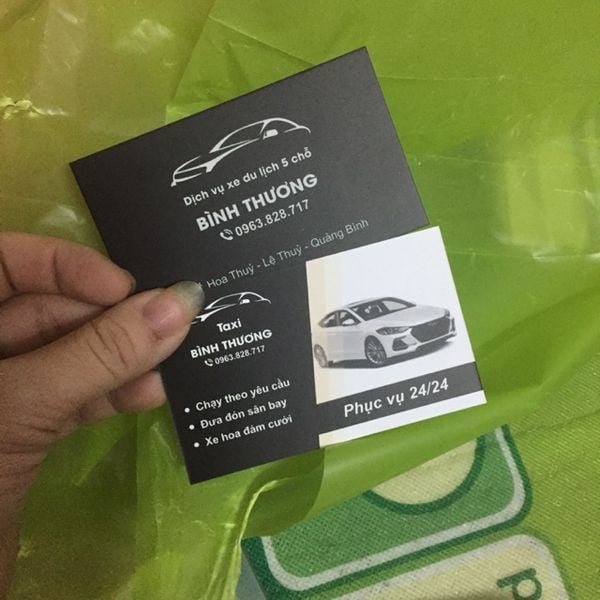 Dịch vụ xe du lịch 5 chỗ
BÌNH THƯƠNG
0963.828.717
Hoa Thuỷ - Lệ Thuỷ - Quảng Bình
Taxi
BÌNH THƯƠNG
0963.828.717
• Chạy theo yêu cầu
• Đưa đón sân bay
• Xe hoa đám cưới
Phục vụ 24/24